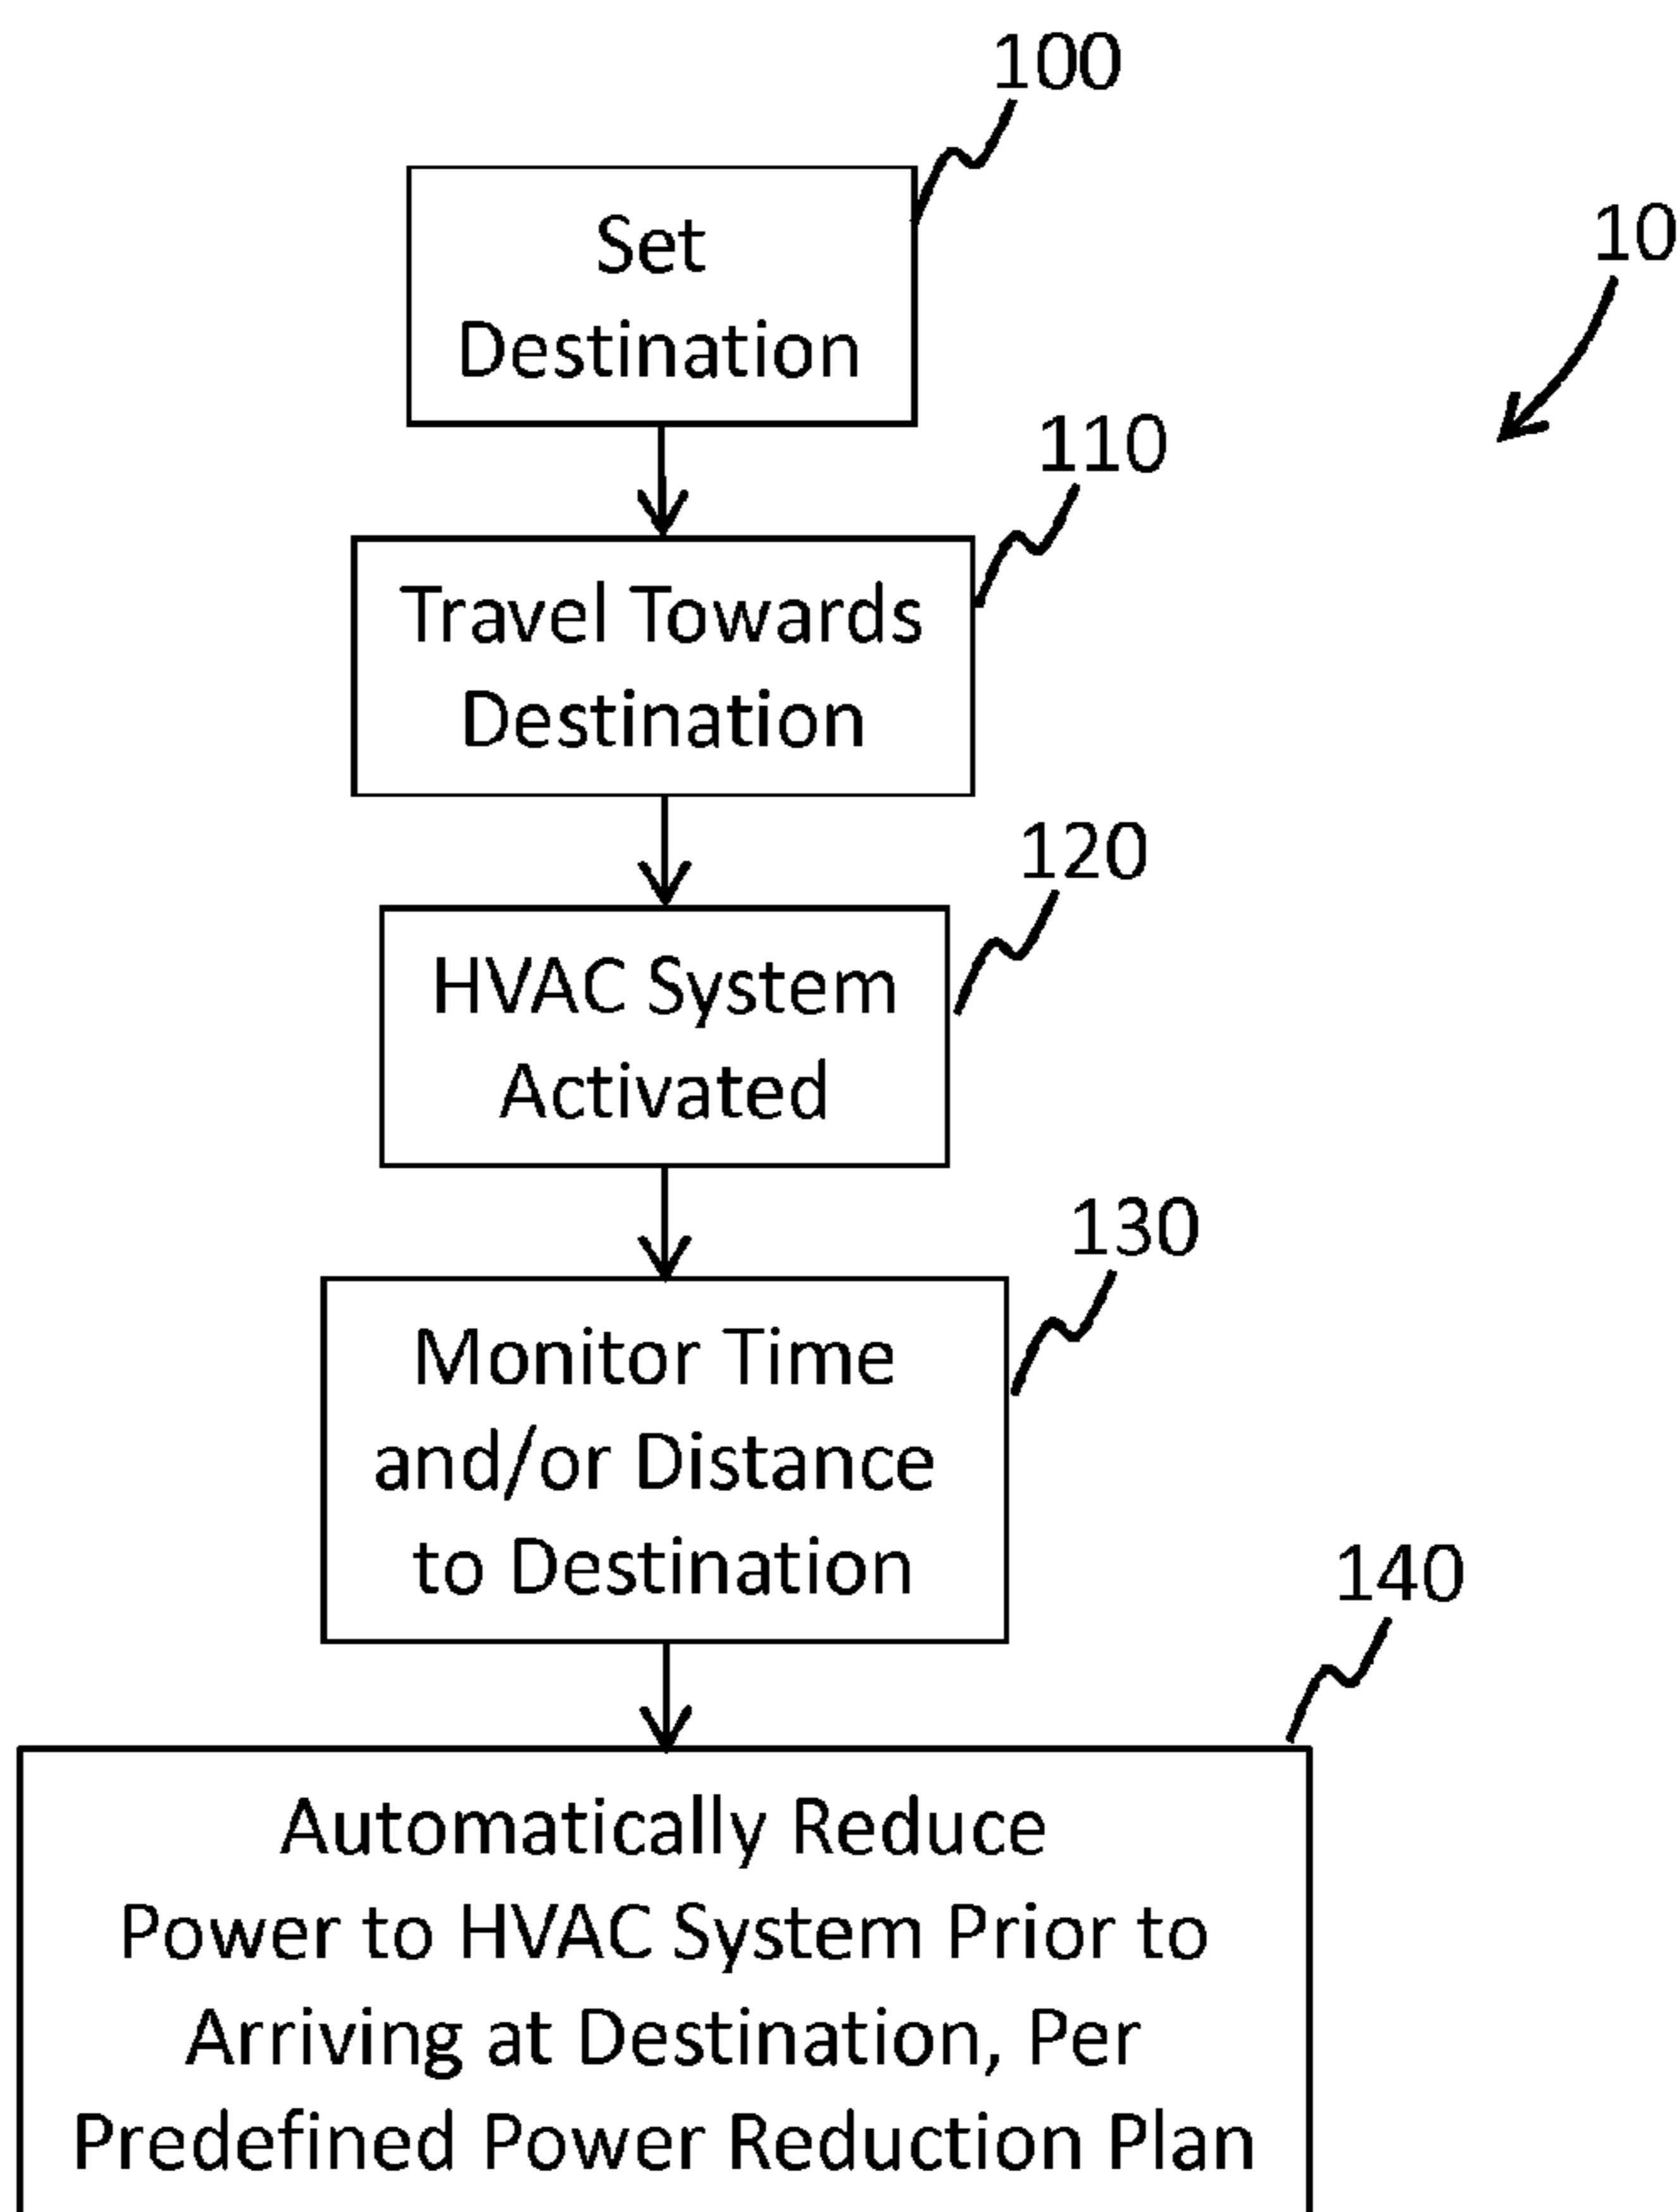 100
Set
Destination
10
110
Travel Towards
Destination
120
HVAC System
Activated
130
Monitor Time
and/or Distance
to Destination
140
Automatically Reduce
Power to HVAC System Prior to
Arriving at Destination, Per
Predefined Power Reduction Plan